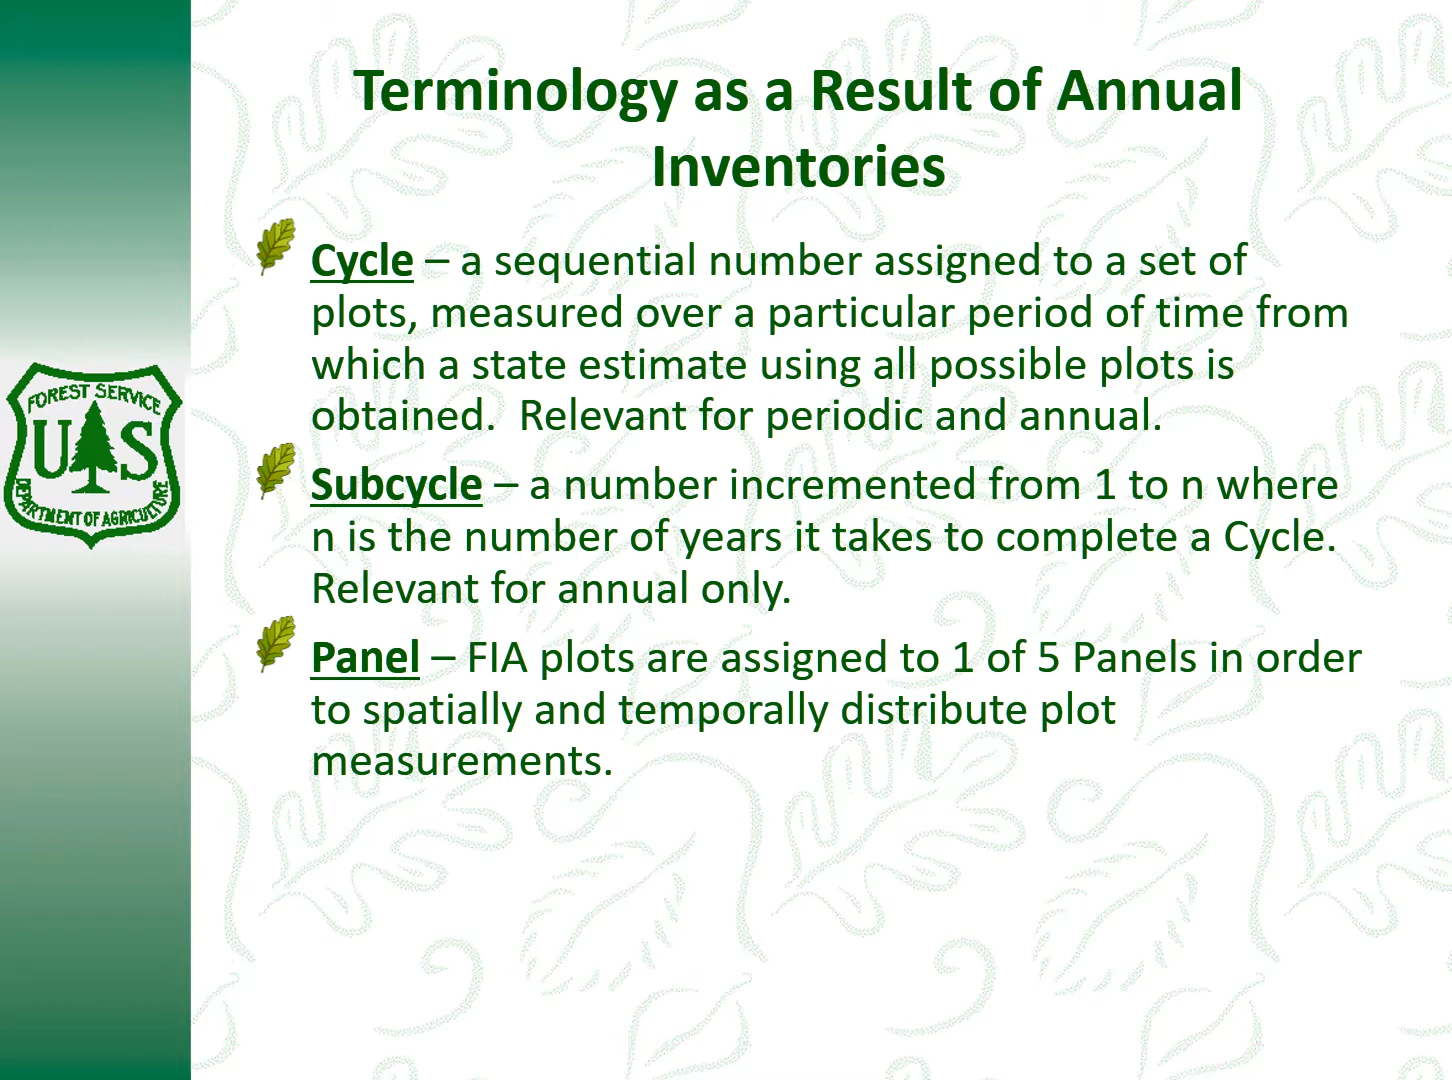 Terminology as a Result of Annual
Inventories
Cycle – a sequential number assigned to a set of
plots, measured over a particular period of time from
which a state estimate using all possible plots is
obtained.  Relevant for periodic and annual.
Subcycle – a number incremented from 1 to n where
n is the number of years it takes to complete a Cycle.
Relevant for annual only.
Panel – FIA plots are assigned to 1 of 5 Panels in order
to spatially and temporally distribute plot
measurements.
FOREST SERVICE
U S
DEPARTMENT OF AGRICULTURE